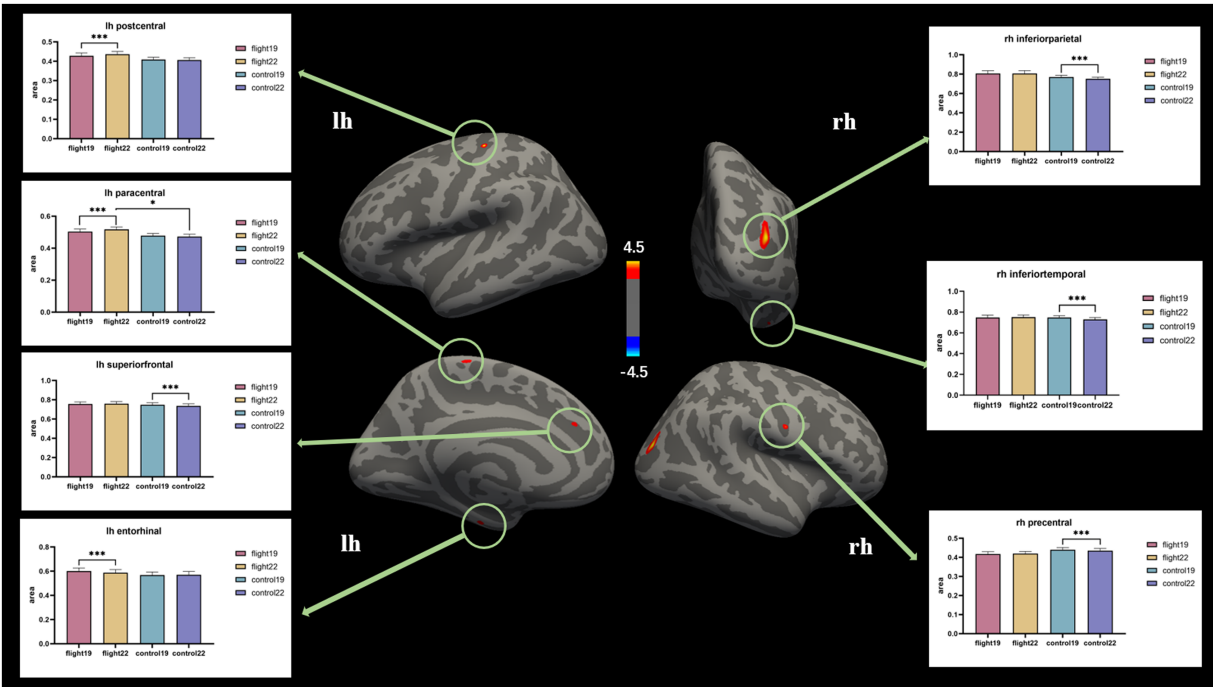 lh postcentral
***
0.5
0.4
0.3
0.2
0.1
0.0
area
flight19 flight22 control19 control22
flight19
flight22
control19
control22
lh paracentral
*** *
0.6
0.4
0.2
0.0
area
flight19 flight22 control19 control22
flight19
flight22
control19
control22
lh superiorfrontal
***
1.0
0.8
0.6
0.4
0.2
0.0
area
flight19 flight22 control19 control22
flight19
flight22
control19
control22
lh entorhinal
***
0.8
0.6
0.4
0.2
0.0
area
flight19 flight22 control19 control22
flight19
flight22
control19
control22
lh
rh
4.5
-4.5
lh
rh
rh inferiorparietal
***
1.0
0.8
0.6
0.4
0.2
0.0
area
flight19 flight22 control19 control22
flight19
flight22
control19
control22
rh inferiortemporal
***
1.0
0.8
0.6
0.4
0.2
0.0
area
flight19 flight22 control19 control22
flight19
flight22
control19
control22
rh precentral
***
0.5
0.4
0.3
0.2
0.1
0.0
area
flight19 flight22 control19 control22
flight19
flight22
control19
control22